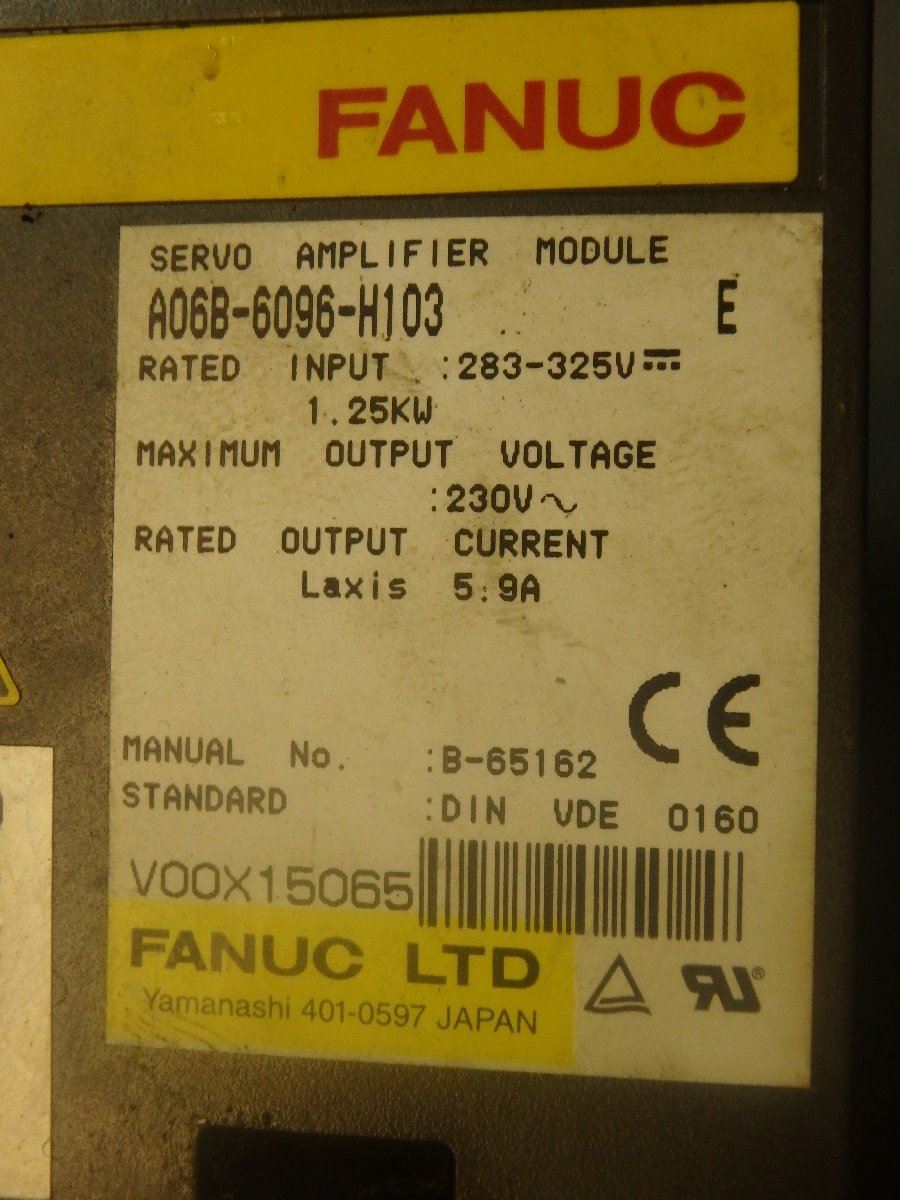 FANUC
SERVO AMPLIFIER MODULE
A06B-6096-H103 E
RATED INPUT :283-325V⎓
1.25KW
MAXIMUM OUTPUT VOLTAGE
:230V~
RATED OUTPUT CURRENT
Laxis 5.9A
CE
MANUAL No. :B-65162
STANDARD :DIN VDE 0160
V00X15065
FANUC LTD
Yamanashi 401-0597 JAPAN
RU®